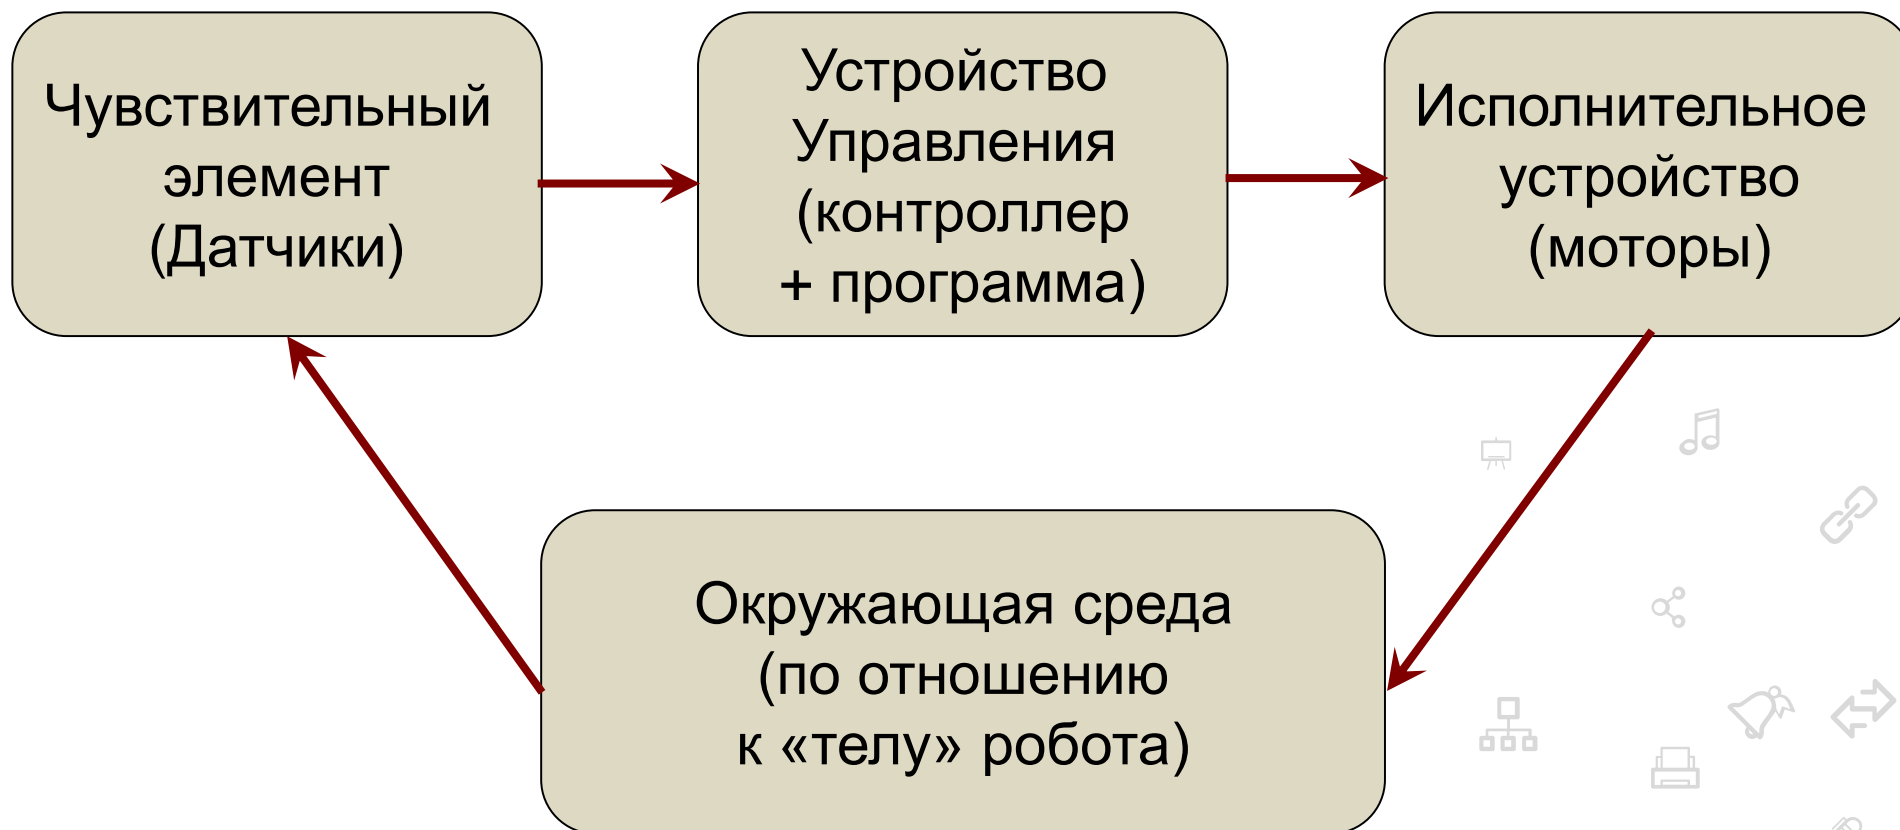 Чувствительный
элемент
(Датчики)
Устройство
Управления
(контроллер
+ программа)
Исполнительное
устройство
(моторы)
Окружающая среда
(по отношению
к «телу» робота)